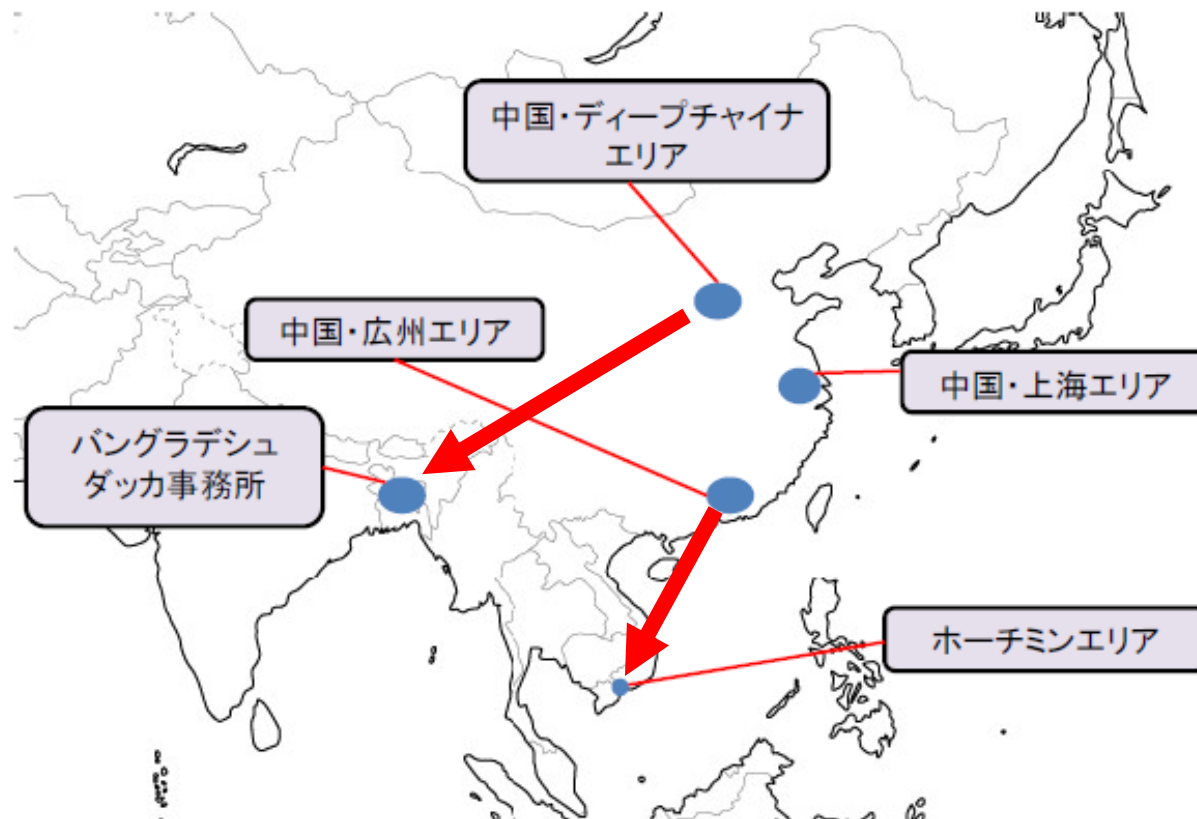 中国・ディープチャイナ
エリア
中国・広州エリア
中国・上海エリア
バングラデシュ
ダッカ事務所
ホーチミンエリア